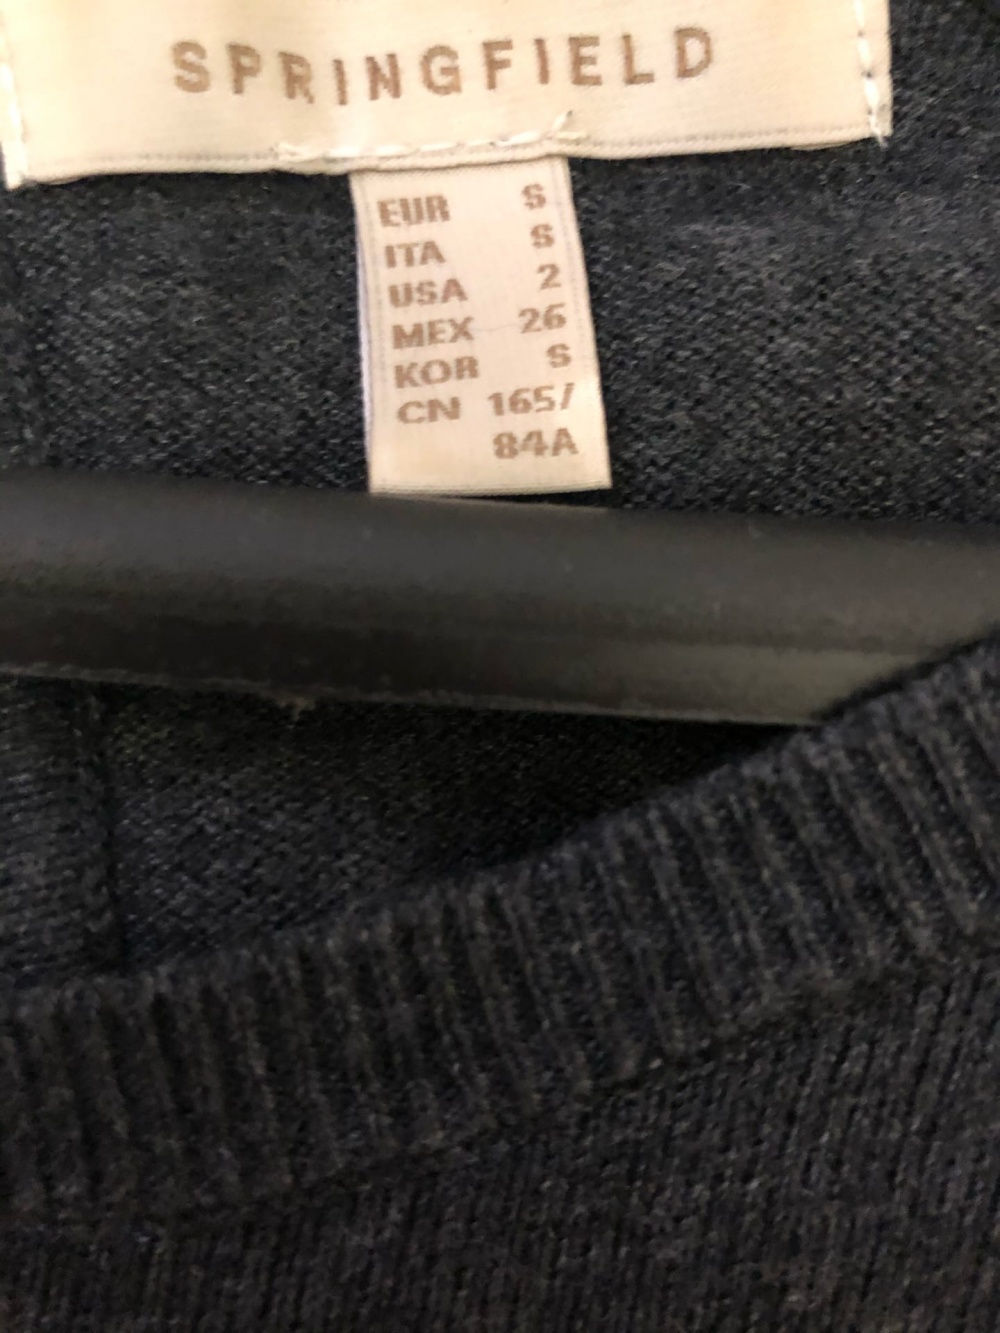 SPRINGFIELD
EUR S
ITA S
USA 2
MEX 26
KOR S
CN 165/
84A